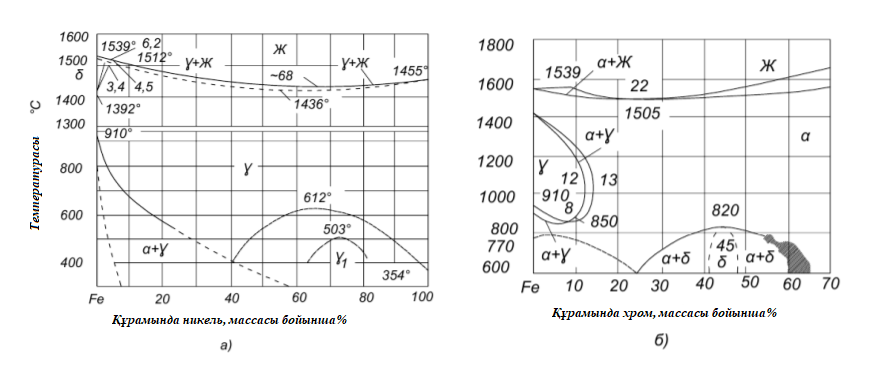 1600
1539° 6,2
Ж
1500
1512°
ɣ+Ж
ɣ+Ж
1455°
δ
~68
3,4
4,5
1436°
1400
1392°
°C
1300
910°
Температурасы
800
ɣ
612°
600
503°
α+ɣ
ɣ1
400
354°
Fe
20
40
60
80
100
Құрамында никель, массасы бойынша%
а)
1800
Ж
α+Ж
1539
22
1600
1505
1400
α+ɣ
α
1200
ɣ
12
13
1000
910
8
850
820
800
770
45
α+ɣ
α+δ
δ
α+δ
600
Fe
10
20
30
40
50
60
70
Құрамында хром, массасы бойынша%
б)